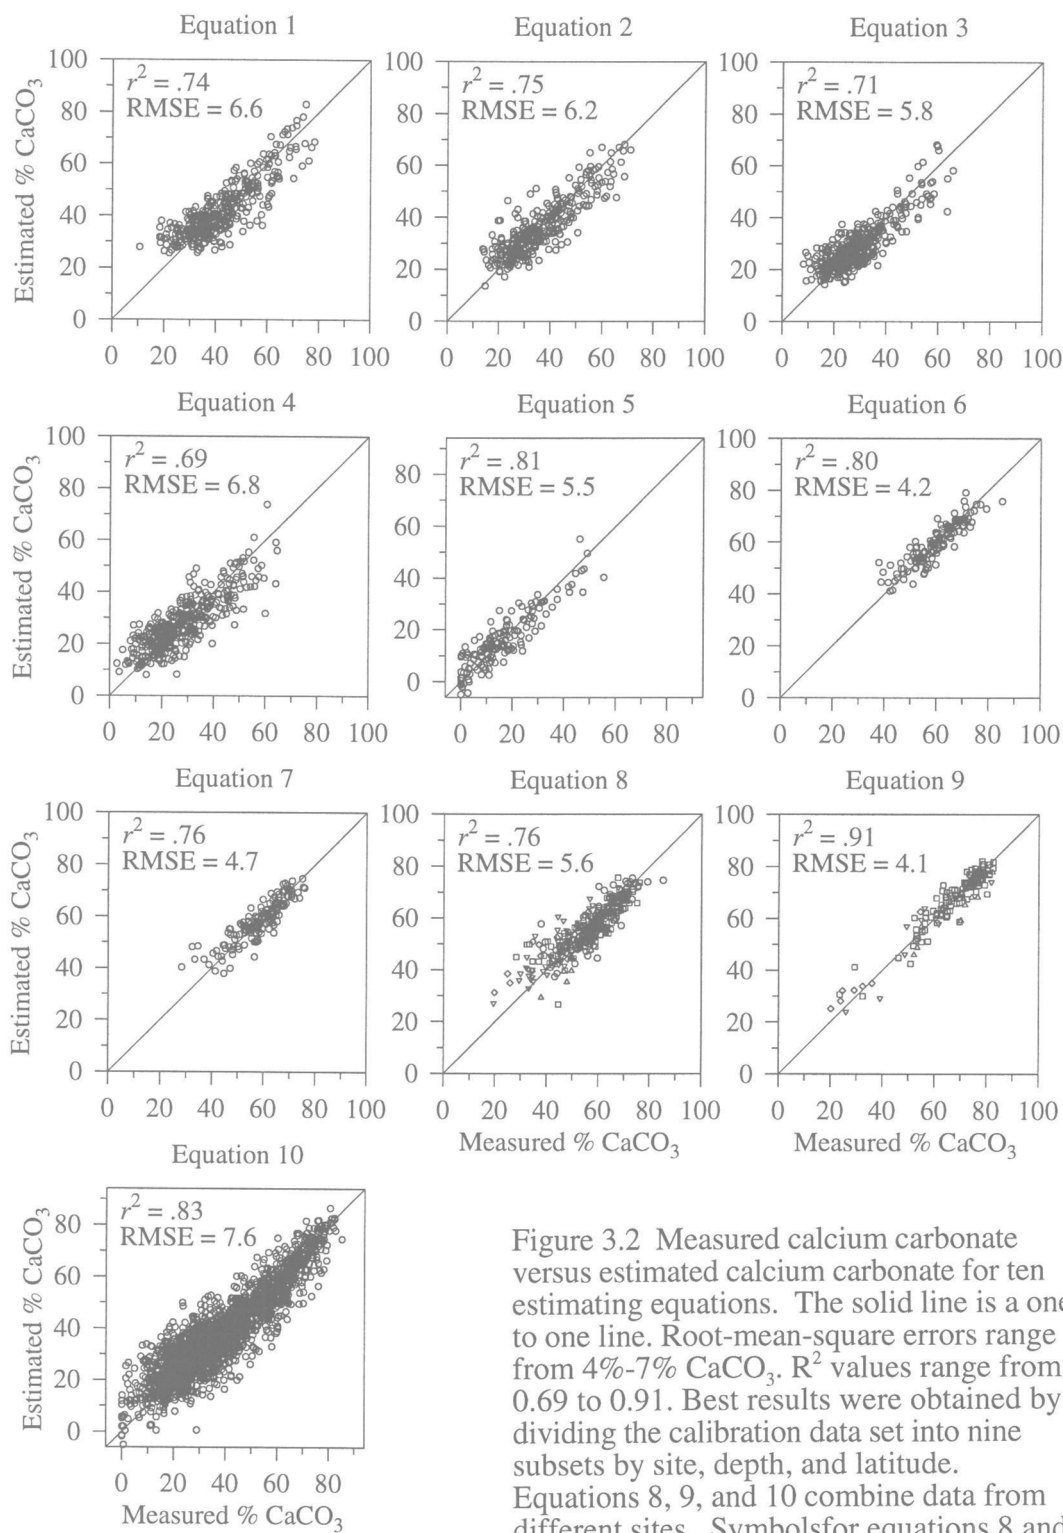 Equation 1
Equation 2
Equation 3
r² = .74
RMSE = 6.6
r² = .75
RMSE = 6.2
r² = .71
RMSE = 5.8
Estimated % CaCO₃
100
80
60
40
20
0
0 20 40 60 80 100
100
80
60
40
20
0
0 20 40 60 80 100
100
80
60
40
20
0
0 20 40 60 80 100
Equation 4
Equation 5
Equation 6
r² = .69
RMSE = 6.8
r² = .81
RMSE = 5.5
r² = .80
RMSE = 4.2
Estimated % CaCO₃
100
80
60
40
20
0
0 20 40 60 80 100
80
60
40
20
0
0 20 40 60 80
100
80
60
40
20
0
0 20 40 60 80 100
Equation 7
Equation 8
Equation 9
r² = .76
RMSE = 4.7
r² = .76
RMSE = 5.6
r² = .91
RMSE = 4.1
Estimated % CaCO₃
100
80
60
40
20
0
0 20 40 60 80 100
100
80
60
40
20
0
0 20 40 60 80 100
Measured % CaCO₃
100
80
60
40
20
0
0 20 40 60 80 100
Measured % CaCO₃
Equation 10
r² = .83
RMSE = 7.6
Estimated % CaCO₃
80
60
40
20
0
0 20 40 60 80
Measured % CaCO₃
Figure 3.2 Measured calcium carbonate
versus estimated calcium carbonate for ten
estimating equations. The solid line is a one
to one line. Root-mean-square errors range
from 4%-7% CaCO₃. R² values range from
0.69 to 0.91. Best results were obtained by
dividing the calibration data set into nine
subsets by site, depth, and latitude.
Equations 8, 9, and 10 combine data from
different sites. Symbolsfor equations 8 and